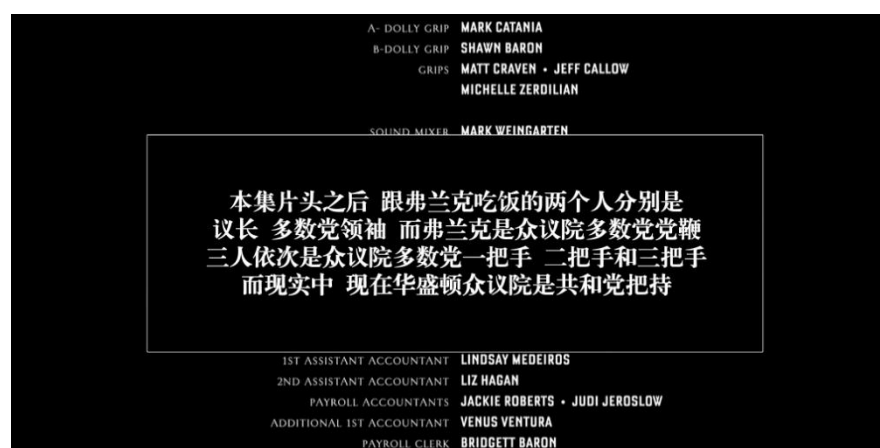 A- DOLLY GRIP MARK CATANIA
B-DOLLY GRIP SHAWN BARON
GRIPS MATT CRAVEN • JEFF CALLOW
MICHELLE ZERDILIAN
SOUND MIXER MARK WEINGARTEN
本集片头之后 跟弗兰克吃饭的两个人分别是
议长 多数党领袖 而弗兰克是众议院多数党党鞭
三人依次是众议院多数党一把手 二把手和三把手
而现实中 现在华盛顿众议院是共和党把持
1ST ASSISTANT ACCOUNTANT LINDSAY MEDEIROS
2ND ASSISTANT ACCOUNTANT LIZ HAGAN
PAYROLL ACCOUNTANTS JACKIE ROBERTS • JUDI JEROSLOW
ADDITIONAL 1ST ACCOUNTANT VENUS VENTURA
PAYROLL CLERK BRIDGETT BARON